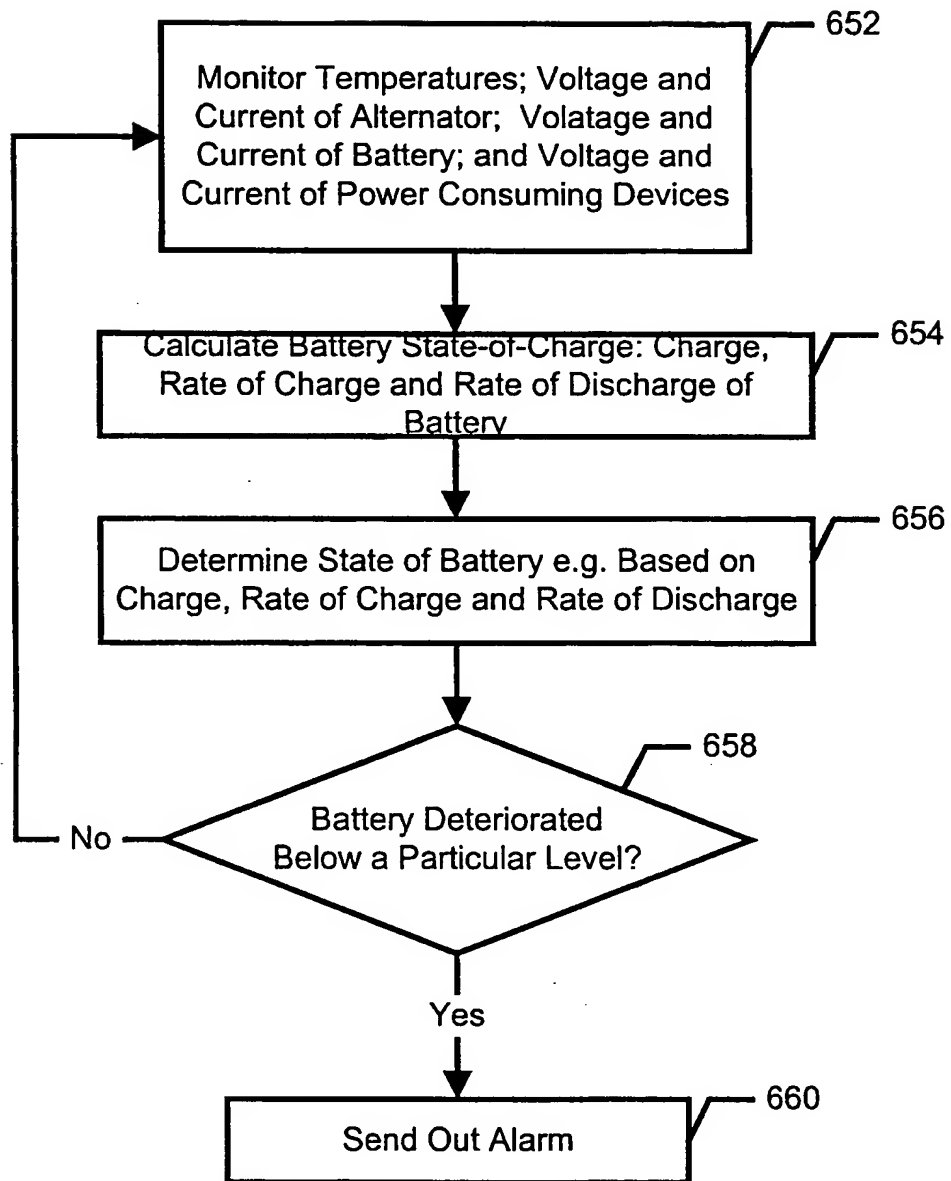 652
Monitor Temperatures; Voltage and
Current of Alternator; Volatage and
Current of Battery; and Voltage and
Current of Power Consuming Devices
654
Calculate Battery State-of-Charge: Charge,
Rate of Charge and Rate of Discharge of
Battery
656
Determine State of Battery e.g. Based on
Charge, Rate of Charge and Rate of Discharge
658
Battery Deteriorated
Below a Particular Level?
No
Yes
660
Send Out Alarm